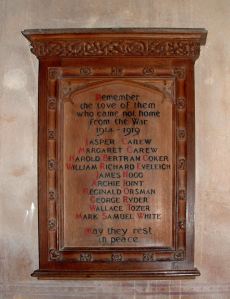 Remember
the love of them
who came not home
from the War
1914-1919
Jasper Carew
Margaret Carew
Harold Bertram Coker
William Richard Eveleigh
James Hogg
Archie Joint
Reginald Orsman
George Ryder
Wallace Tozer
Mark Samuel White
May they rest
in peace